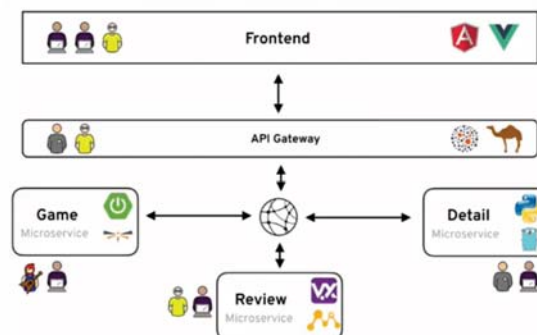 Frontend
API Gateway
Game
Microservice
Detail
Microservice
Review
Microservice